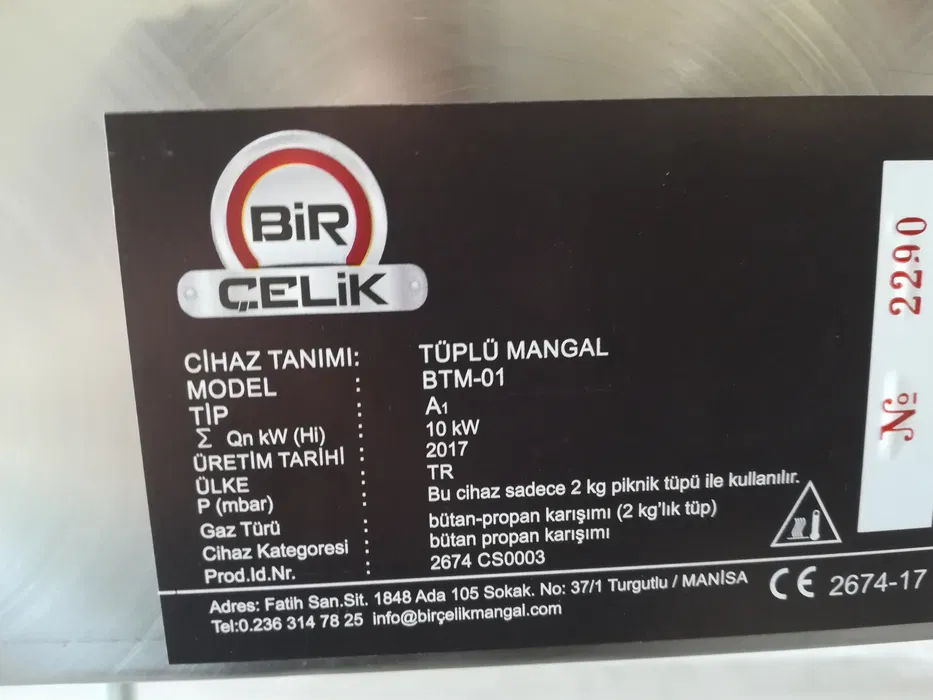 BİR
ÇELİK
CİHAZ TANIMI: TÜPLÜ MANGAL
MODEL : BTM-01
TİP : A1
Σ Qn kW (Hi) : 10 kW
ÜRETİM TARİHİ : 2017
ÜLKE : TR
P (mbar) : Bu cihaz sadece 2 kg piknik tüpü ile kullanılır.
Gaz Türü : bütan-propan karışımı (2 kg'lık tüp)
Cihaz Kategoresi : bütan propan karışımı
Prod.Id.Nr. : 2674 CS0003
Adres: Fatih San.Sit. 1848 Ada 105 Sokak. No: 37/1 Turgutlu / MANİSA
Tel:0.236 314 78 25 info@birçelikmangal.com
CE 2674-17
№ 2290